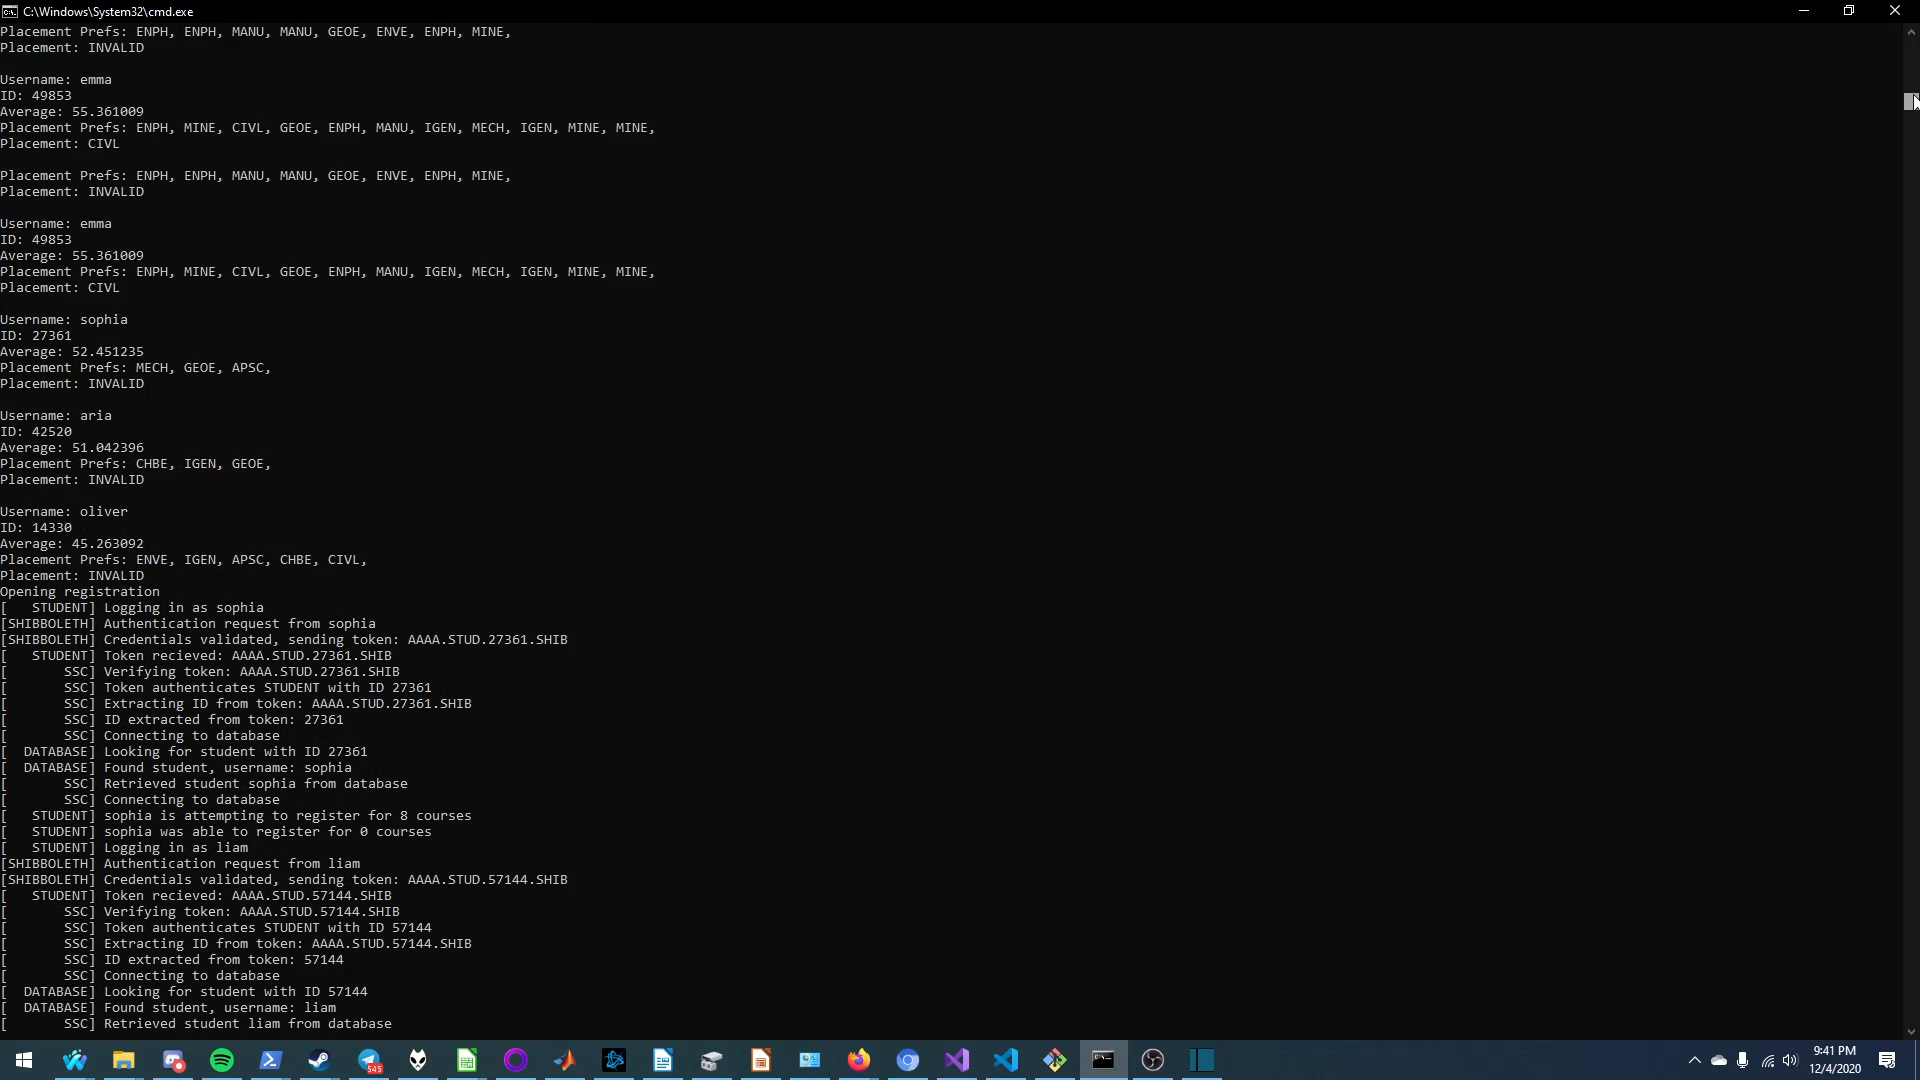 C:\Windows\System32\cmd.exe
Placement Prefs: ENPH, ENPH, MANU, MANU, GEOE, ENVE, ENPH, MINE,
Placement: INVALID
Username: emma
ID: 49853
Average: 55.361009
Placement Prefs: ENPH, MINE, CIVL, GEOE, ENPH, MANU, IGEN, MECH, IGEN, MINE, MINE,
Placement: CIVL
Placement Prefs: ENPH, ENPH, MANU, MANU, GEOE, ENVE, ENPH, MINE,
Placement: INVALID
Username: emma
ID: 49853
Average: 55.361009
Placement Prefs: ENPH, MINE, CIVL, GEOE, ENPH, MANU, IGEN, MECH, IGEN, MINE, MINE,
Placement: CIVL
Username: sophia
ID: 27361
Average: 52.451235
Placement Prefs: MECH, GEOE, APSC,
Placement: INVALID
Username: aria
ID: 42520
Average: 51.042396
Placement Prefs: CHBE, IGEN, GEOE,
Placement: INVALID
Username: oliver
ID: 14330
Average: 45.263092
Placement Prefs: ENVE, IGEN, APSC, CHBE, CIVL,
Placement: INVALID
Opening registration
[   STUDENT] Logging in as sophia
[SHIBBOLETH] Authentication request from sophia
[SHIBBOLETH] Credentials validated, sending token: AAAA.STUD.27361.SHIB
[   STUDENT] Token recieved: AAAA.STUD.27361.SHIB
[       SSC] Verifying token: AAAA.STUD.27361.SHIB
[       SSC] Token authenticates STUDENT with ID 27361
[       SSC] Extracting ID from token: AAAA.STUD.27361.SHIB
[       SSC] ID extracted from token: 27361
[       SSC] Connecting to database
[  DATABASE] Looking for student with ID 27361
[  DATABASE] Found student, username: sophia
[       SSC] Retrieved student sophia from database
[       SSC] Connecting to database
[   STUDENT] sophia is attempting to register for 8 courses
[   STUDENT] sophia was able to register for 0 courses
[   STUDENT] Logging in as liam
[SHIBBOLETH] Authentication request from liam
[SHIBBOLETH] Credentials validated, sending token: AAAA.STUD.57144.SHIB
[   STUDENT] Token recieved: AAAA.STUD.57144.SHIB
[       SSC] Verifying token: AAAA.STUD.57144.SHIB
[       SSC] Token authenticates STUDENT with ID 57144
[       SSC] Extracting ID from token: AAAA.STUD.57144.SHIB
[       SSC] ID extracted from token: 57144
[       SSC] Connecting to database
[  DATABASE] Looking for student with ID 57144
[  DATABASE] Found student, username: liam
[       SSC] Retrieved student liam from database
545
9:41 PM
12/4/2020